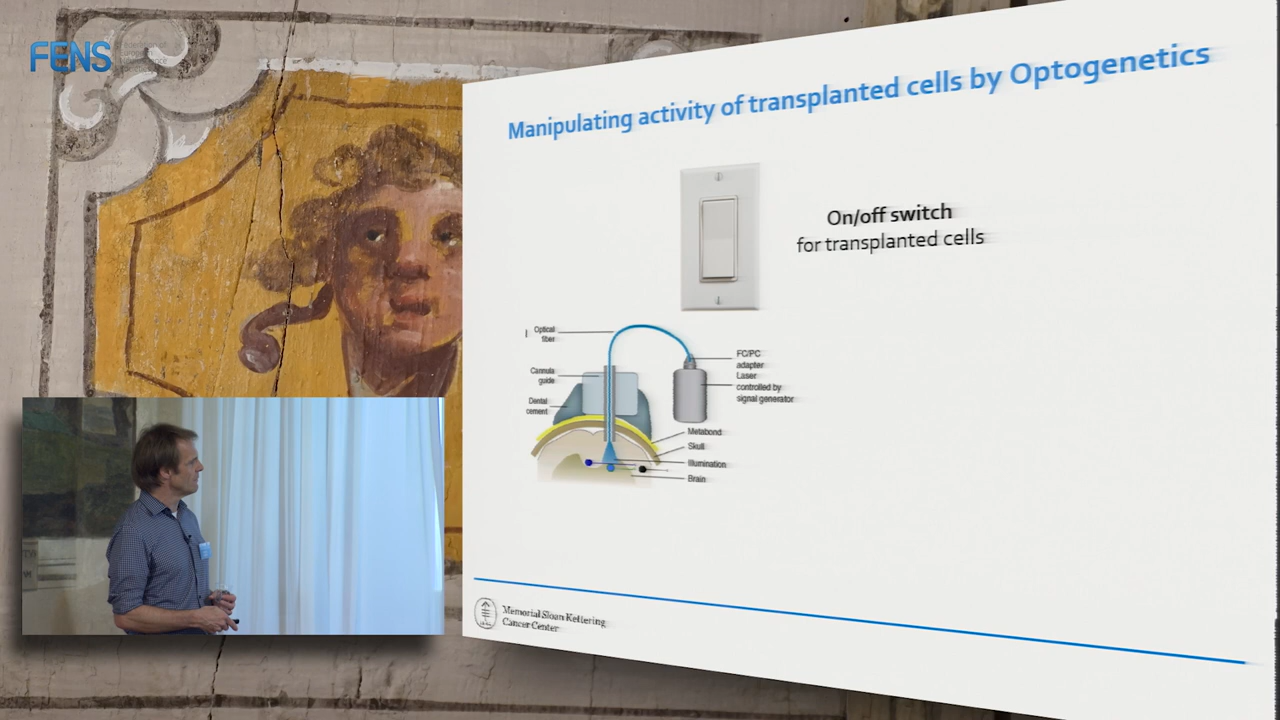 FENS
Manipulating activity of transplanted cells by Optogenetics
On/off switch
for transplanted cells
Optical
fiber
Cannula
guide
Dental
cement
FC/PC
adapter
Laser
controlled by
signal generator
Metabond
Skull
Illumination
Brain
Memorial Sloan Kettering
Cancer Center